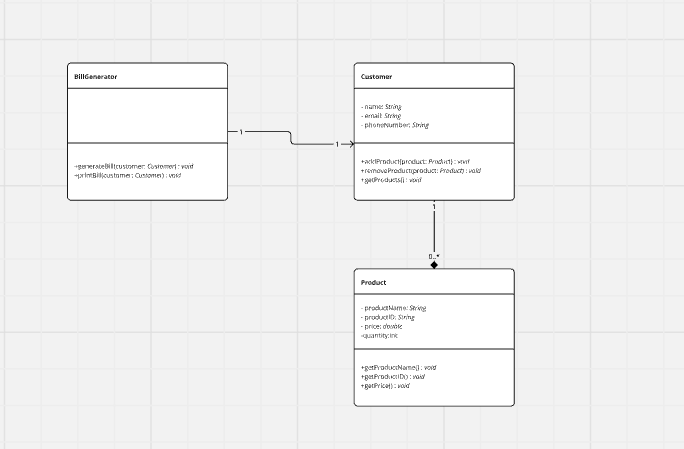 BillGenerator
+generateBill(customer: Customer) : void
+printBill(customer: Customer) : void
1
1
Customer
- name: String
- email: String
- phoneNumber: String
+addProduct(product: Product) : void
+removeProduct(product: Product) : void
+getProducts() : void
1
0..*
Product
- productName: String
- productID: String
- price: double
-quantity:int
+getProductName() : void
+getProductID() : void
+getPrice() : void